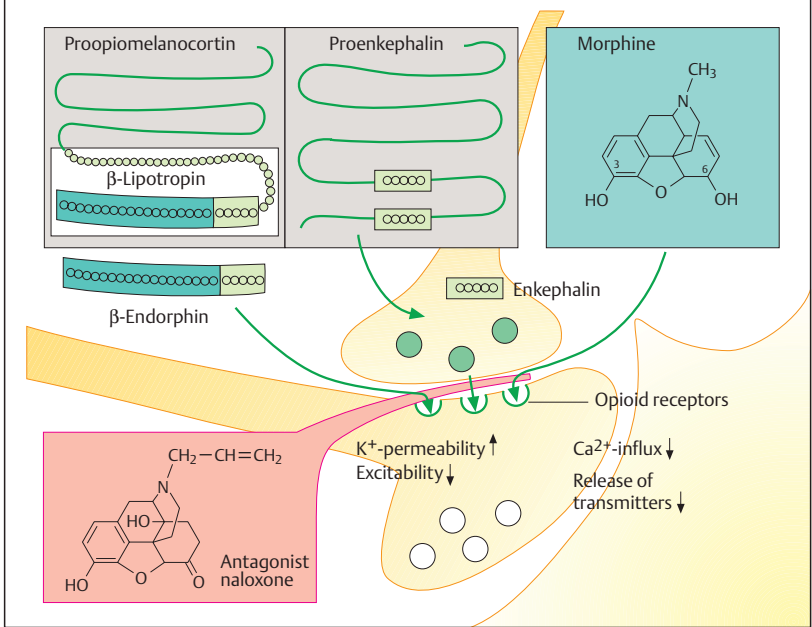 Proopiomelanocortin
Proenkephalin
Morphine
CH₃
N
3
6
HO
O
OH
β-Lipotropin
β-Endorphin
Enkephalin
Opioid receptors
K⁺-permeability ↑
Excitability ↓
Ca²⁺-influx ↓
Release of
transmitters ↓
CH₂—CH=CH₂
N
HO
HO
O
O
Antagonist
naloxone